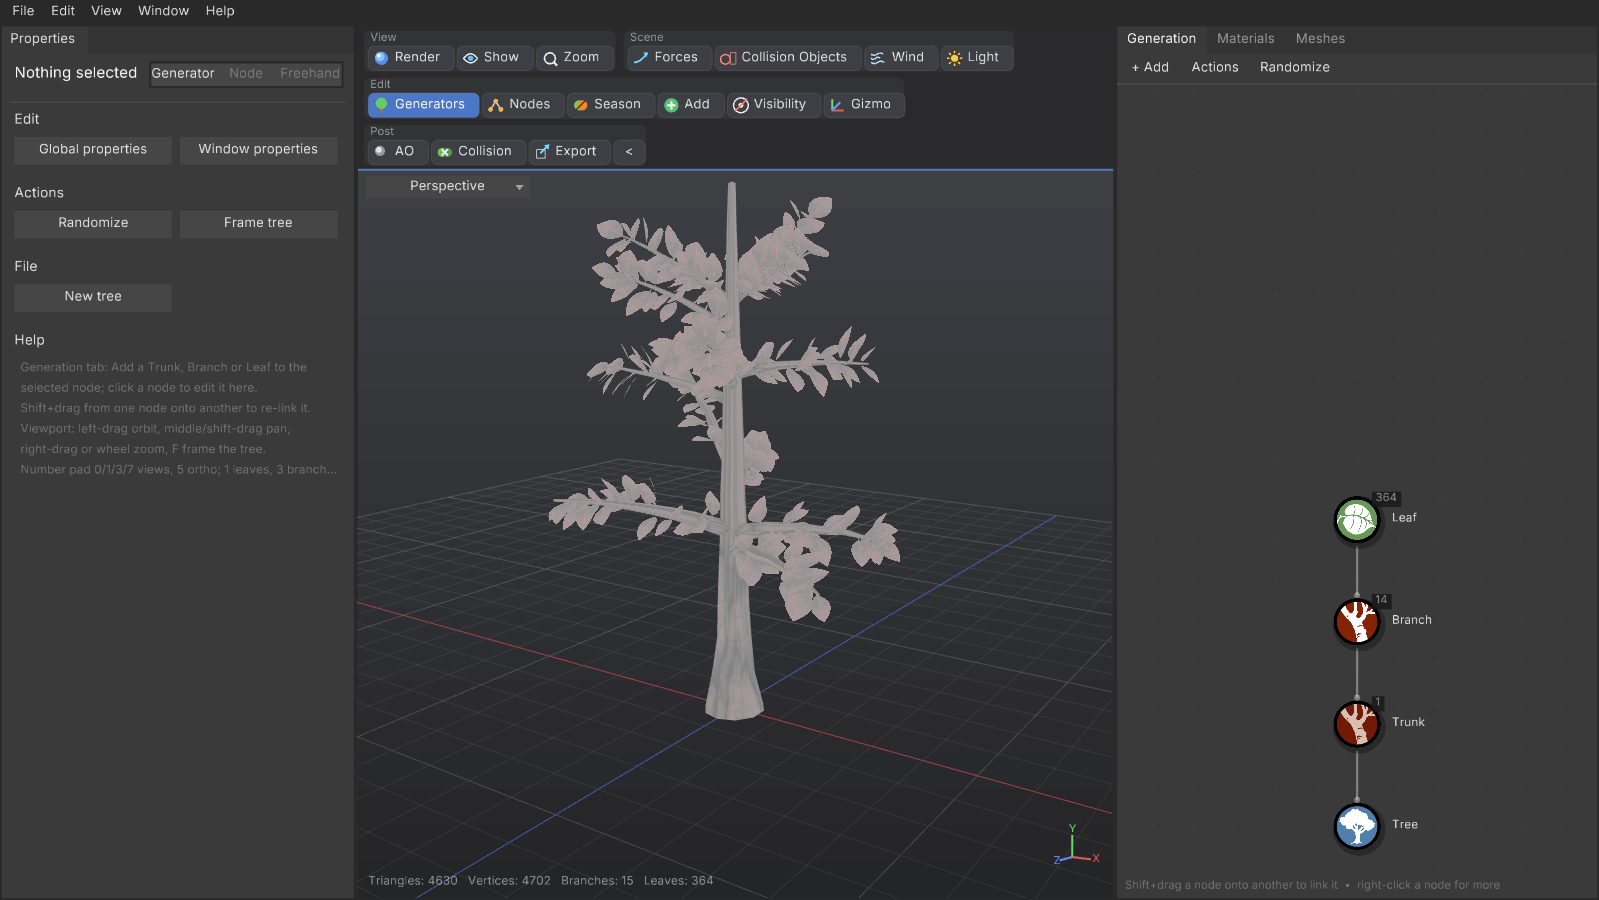 File Edit View Window Help
Properties
Nothing selected
Generator Node Freehand
Edit
Global properties Window properties
Actions
Randomize Frame tree
File
New tree
Help
Generation tab: Add a Trunk, Branch or Leaf to the
selected node; click a node to edit it here.
Shift+drag from one node onto another to re-link it.
Viewport: left-drag orbit, middle/shift-drag pan,
right-drag or wheel zoom, F frame the tree.
Number pad 0/1/3/7 views, 5 ortho; 1 leaves, 3 branch...
View
Render Show Zoom
Scene
Forces Collision Objects Wind Light
Edit
Generators Nodes Season Add Visibility Gizmo
Post
AO Collision Export <
Perspective
Y
Z X
Triangles: 4630 Vertices: 4702 Branches: 15 Leaves: 364
Generation Materials Meshes
+ Add Actions Randomize
364
Leaf
14
Branch
1
Trunk
Tree
Shift+drag a node onto another to link it • right-click a node for more